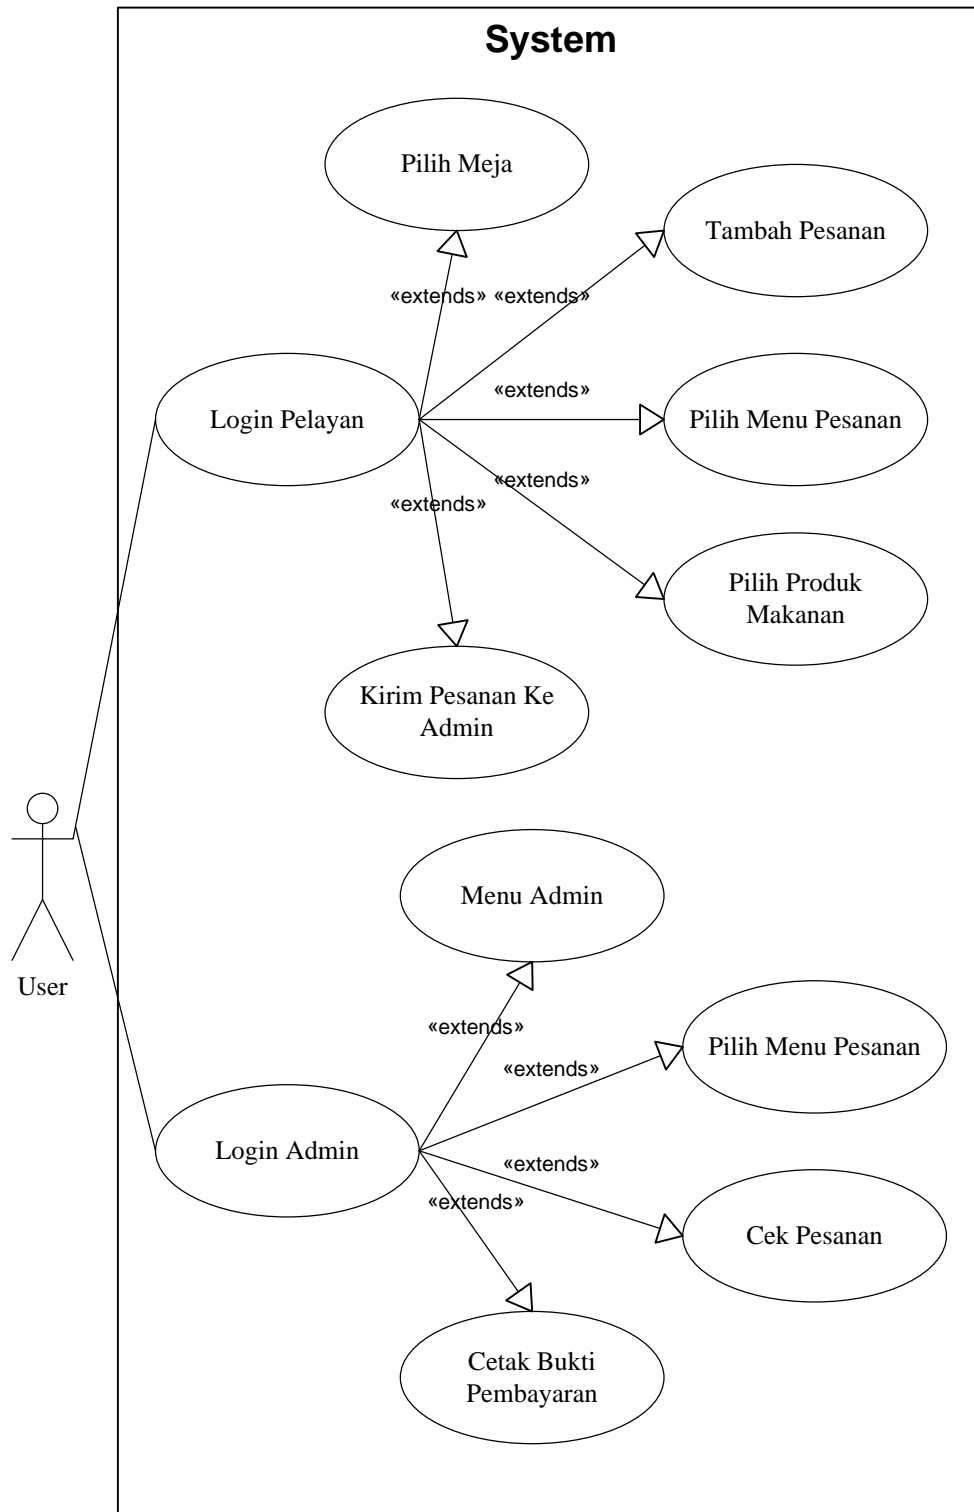 System
Pilih Meja
Tambah Pesanan
«extends»
«extends»
Login Pelayan
«extends»
Pilih Menu Pesanan
«extends»
«extends»
Pilih Produk
Makanan
Kirim Pesanan Ke
Admin
User
Menu Admin
«extends»
Pilih Menu Pesanan
«extends»
Login Admin
«extends»
«extends»
Cek Pesanan
Cetak Bukti
Pembayaran